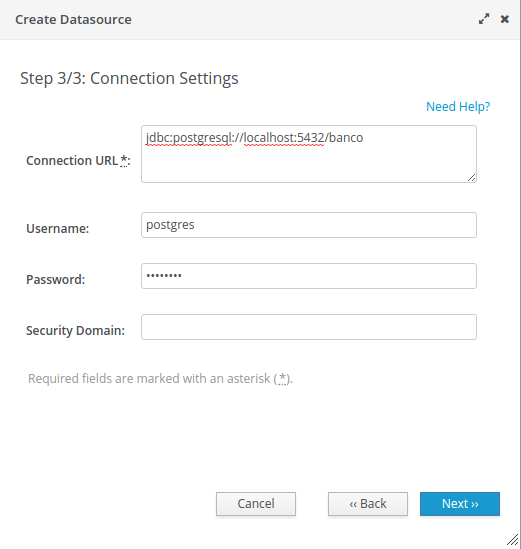 Create Datasource
Step 3/3: Connection Settings
Need Help?
Connection URL*: jdbc:postgresql://localhost:5432/banco
Username: postgres
Password: ••••••••
Security Domain:
Required fields are marked with an asterisk (*).
Cancel ‹‹ Back Next ››